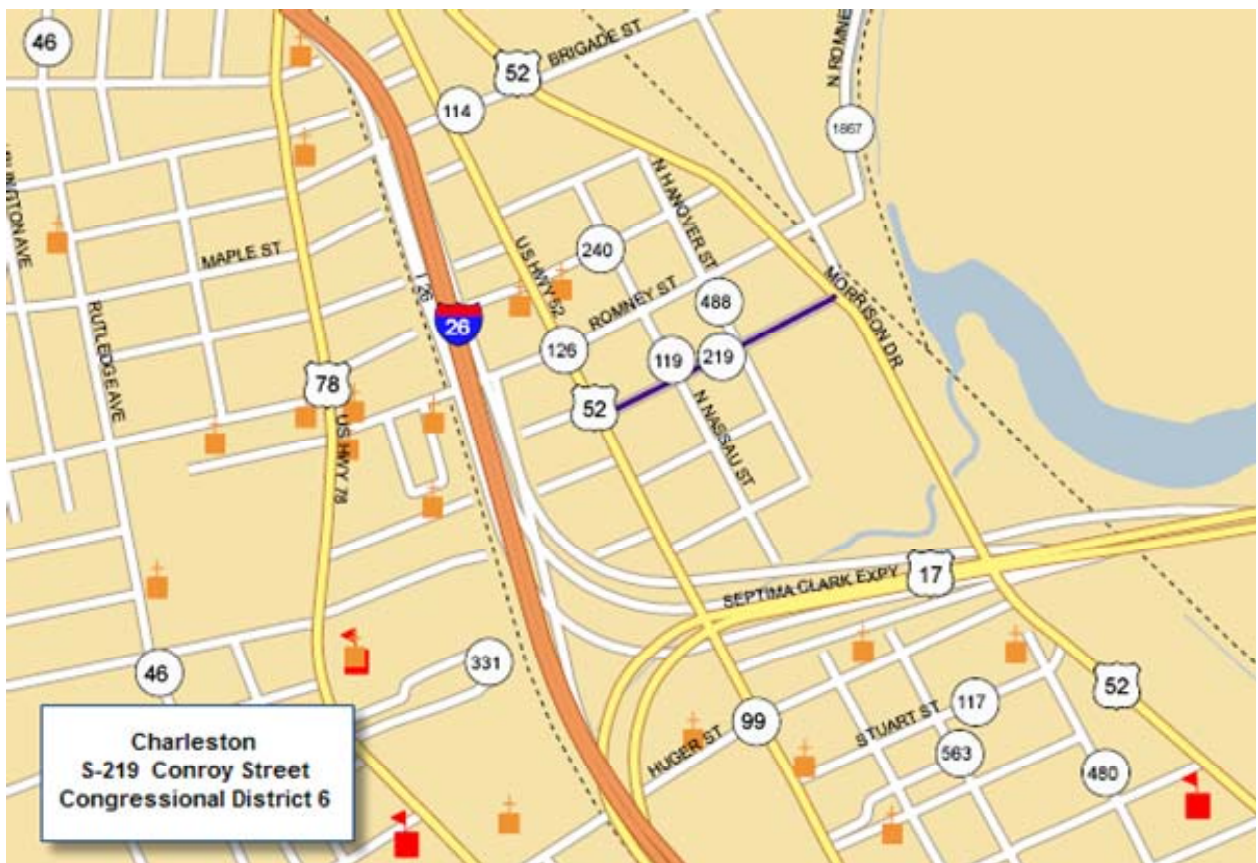 46
N ROMNE
BRIGADE ST
52
114
1867
N HANOVER ST
MAPLE ST
240
US HWY 52
I 26
26
ROMNEY ST
488
MORRISON DR
RUTLEDGE AVE
126
119
219
78
52
N NASSAU ST
US HWY 78
17
SEPTIMA CLARK EXPY
46
331
52
117
99
STUART ST
HUGER ST
563
480
Charleston
S-219 Conroy Street
Congressional District 6